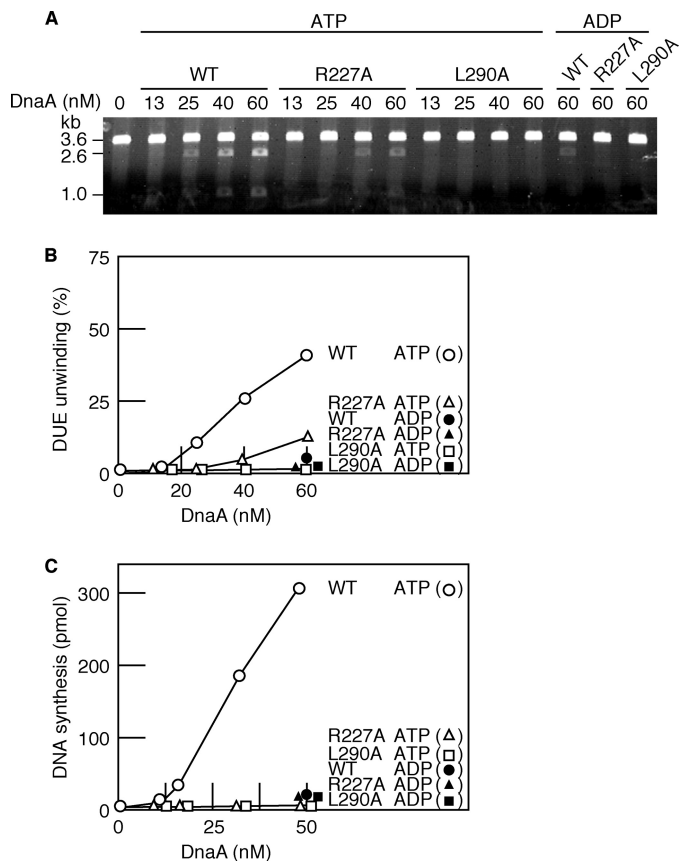 A
ATP ADP
WT R227A L290A WT R227A L290A
DnaA (nM) 0 13 25 40 60 13 25 40 60 13 25 40 60 60 60 60
kb
3.6
2.6
1.0
B
75
50
25
0
DUE unwinding (%)
WT ATP (○)
R227A ATP (△)
WT ADP (●)
R227A ADP (▲)
L290A ATP (□)
L290A ADP (■)
0 20 40 60
DnaA (nM)
C
300
200
100
0
DNA synthesis (pmol)
WT ATP (○)
R227A ATP (△)
L290A ATP (□)
WT ADP (●)
R227A ADP (▲)
L290A ADP (■)
0 25 50
DnaA (nM)